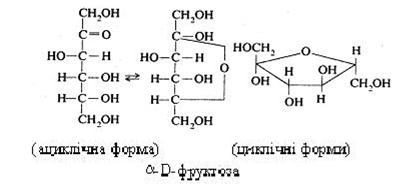 CH₂OH
C=O
HO—C—H
H—C—OH
H—C—OH
CH₂OH
⇌
CH₂OH
C—OH
HO—C—H
H—C—OH
H—C
O
CH₂OH
HOCH₂
O
H
OH
H
OH
OH
H
CH₂OH
(ациклічна форма)
(циклічні форми)
α-D-фруктоза